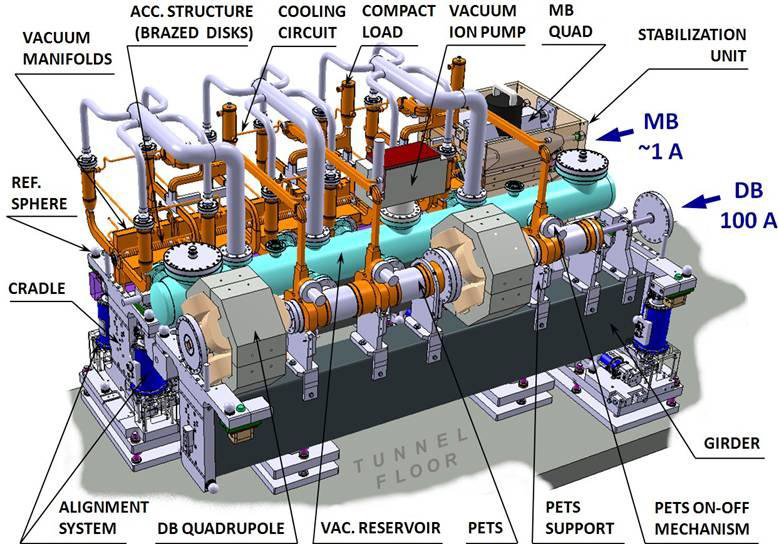 ACC. STRUCTURE
(BRAZED DISKS)
COOLING
CIRCUIT
COMPACT
LOAD
VACUUM
ION PUMP
MB
QUAD
VACUUM
MANIFOLDS
STABILIZATION
UNIT
MB
~1 A
REF.
SPHERE
DB
100 A
CRADLE
TUNNEL
FLOOR
GIRDER
ALIGNMENT
SYSTEM
DB QUADRUPOLE
VAC. RESERVOIR
PETS
PETS
SUPPORT
PETS ON-OFF
MECHANISM